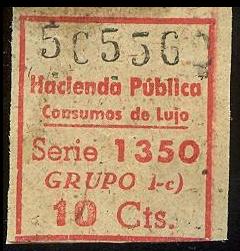 50556
Hacienda Pública
Consumos de Lujo
Serie 1350
GRUPO 1-c)
10 Cts.